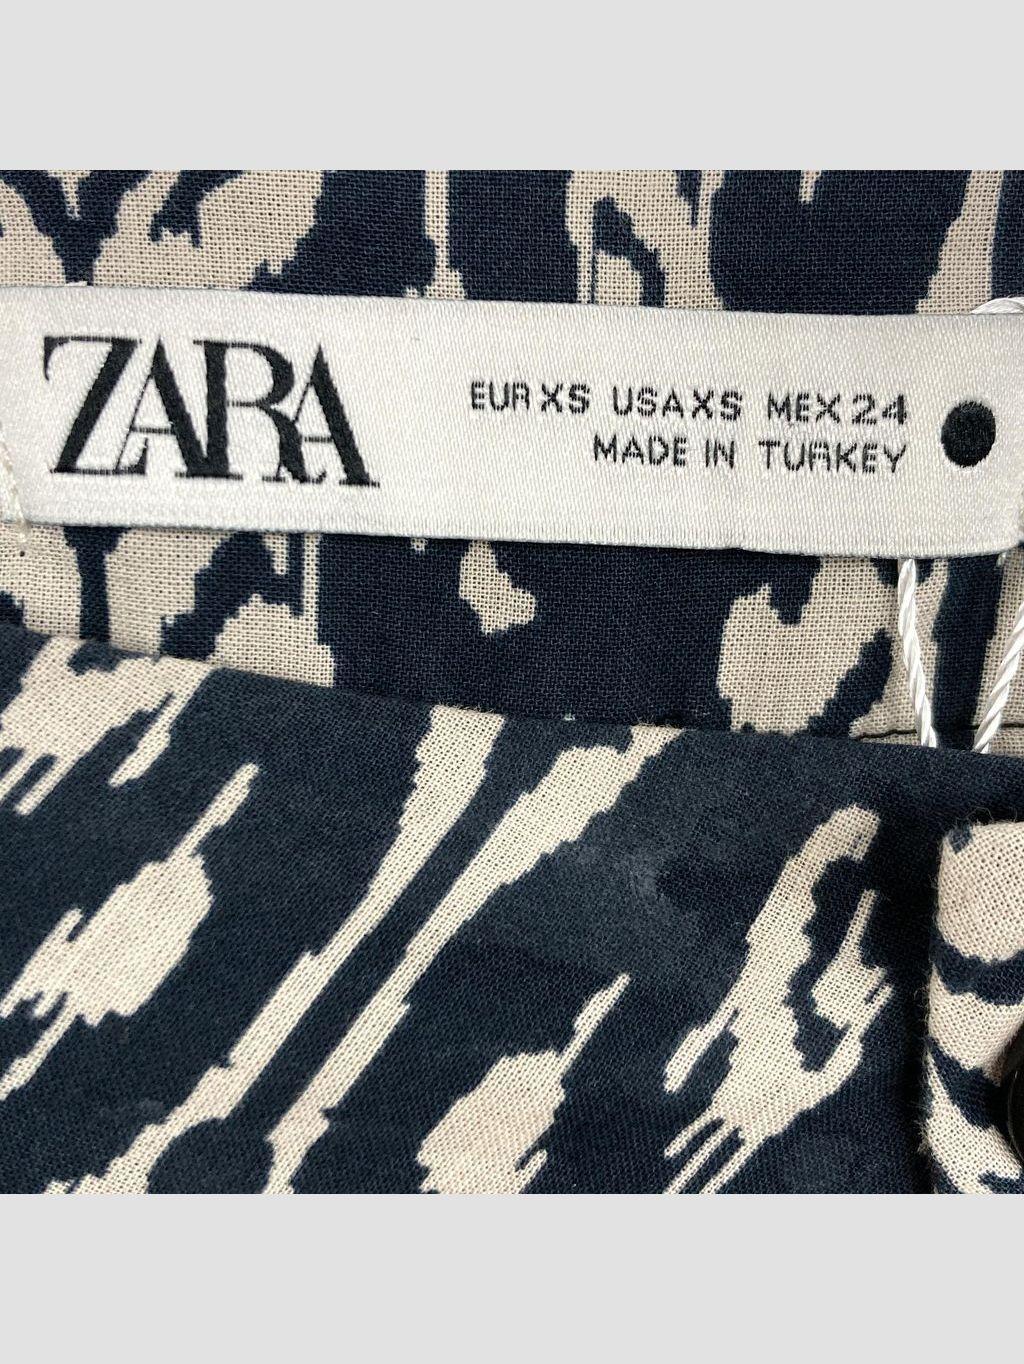 ZARA
EUR XS USA XS MEX 24
MADE IN TURKEY